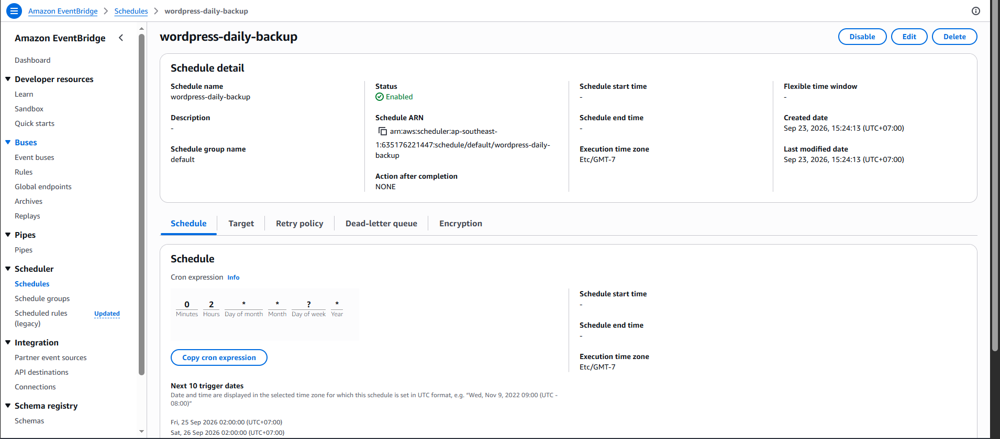 Amazon EventBridge > Schedules > wordpress-daily-backup
Amazon EventBridge
Dashboard
Developer resources
Learn
Sandbox
Quick starts
Buses
Event buses
Rules
Global endpoints
Archives
Replays
Pipes
Pipes
Scheduler
Schedules
Schedule groups
Scheduled rules
(legacy)
Updated
Integration
Partner event sources
API destinations
Connections
Schema registry
Schemas
wordpress-daily-backup
Disable
Edit
Delete
Schedule detail
Schedule name
wordpress-daily-backup
Description
-
Schedule group name
default
Status
Enabled
Schedule ARN
arn:aws:scheduler:ap-southeast-
1:635176221447:schedule/default/wordpress-daily-
backup
Action after completion
NONE
Schedule start time
-
Schedule end time
-
Execution time zone
Etc/GMT-7
Flexible time window
-
Created date
Sep 23, 2026, 15:24:13 (UTC+07:00)
Last modified date
Sep 23, 2026, 15:24:13 (UTC+07:00)
Schedule
Target
Retry policy
Dead-letter queue
Encryption
Schedule
Cron expression Info
0 2 * * ? *
Minutes Hours Day of month Month Day of week Year
Copy cron expression
Schedule start time
-
Schedule end time
-
Execution time zone
Etc/GMT-7
Next 10 trigger dates
Date and time are displayed in the selected time zone for which this schedule is set in UTC format, e.g. “Wed, Nov 9, 2022 09:00 (UTC -
08:00)”
Fri, 25 Sep 2026 02:00:00 (UTC+07:00)
Sat, 26 Sep 2026 02:00:00 (UTC+07:00)